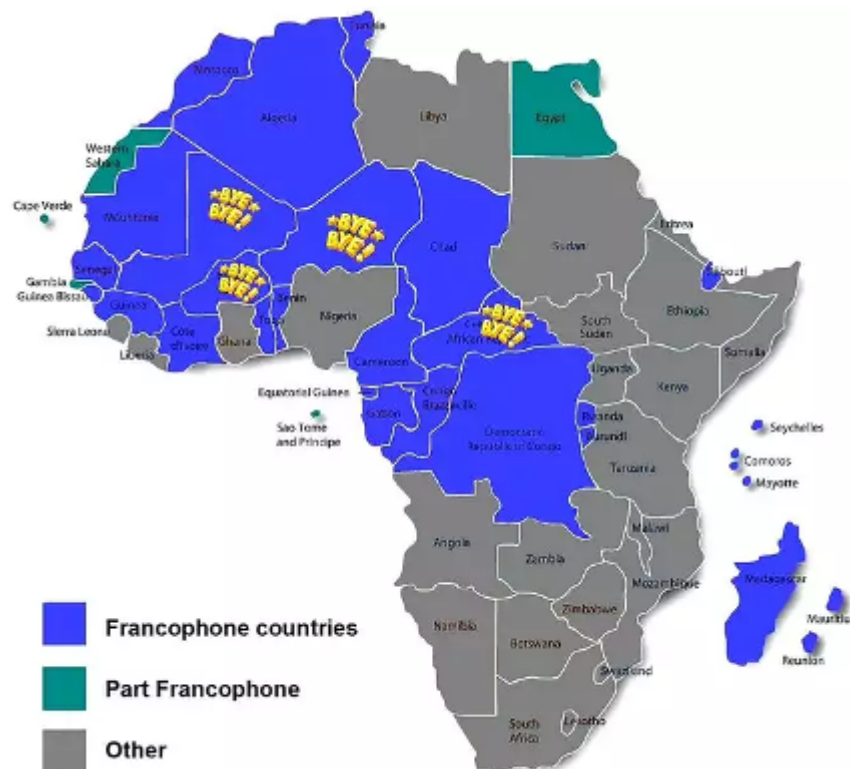 Tunisia
Morocco
Algeria
Libya
Egypt
Western
Sahara
Cape Verde
Mauritania
BYE
BYE!
BYE
BYE!
Chad
Sudan
Eritrea
Senegal
BYE
BYE!
Djibouti
Gambia
Guinea Bissau
Guinea
Benin
Nigeria
BYE
BYE!
Ethiopia
Sierra Leone
Côte
d'Ivoire
Togo
Ghana
African
South
Sudan
Liberia
Somalia
Cameroon
Uganda
Kenya
Equatorial Guinea
Congo
Brazzaville
Gabon
Sao Tome
and Principe
Rwanda
Burundi
Democratic
Republic of Congo
Seychelles
Tanzania
Comoros
Mayotte
Angola
Malawi
Zambia
Mozambique
Madagascar
Zimbabwe
Mauritiu
Namibia
Botswana
Reunion
Swaziland
South
Africa
Lesotho
Francophone countries
Part Francophone
Other